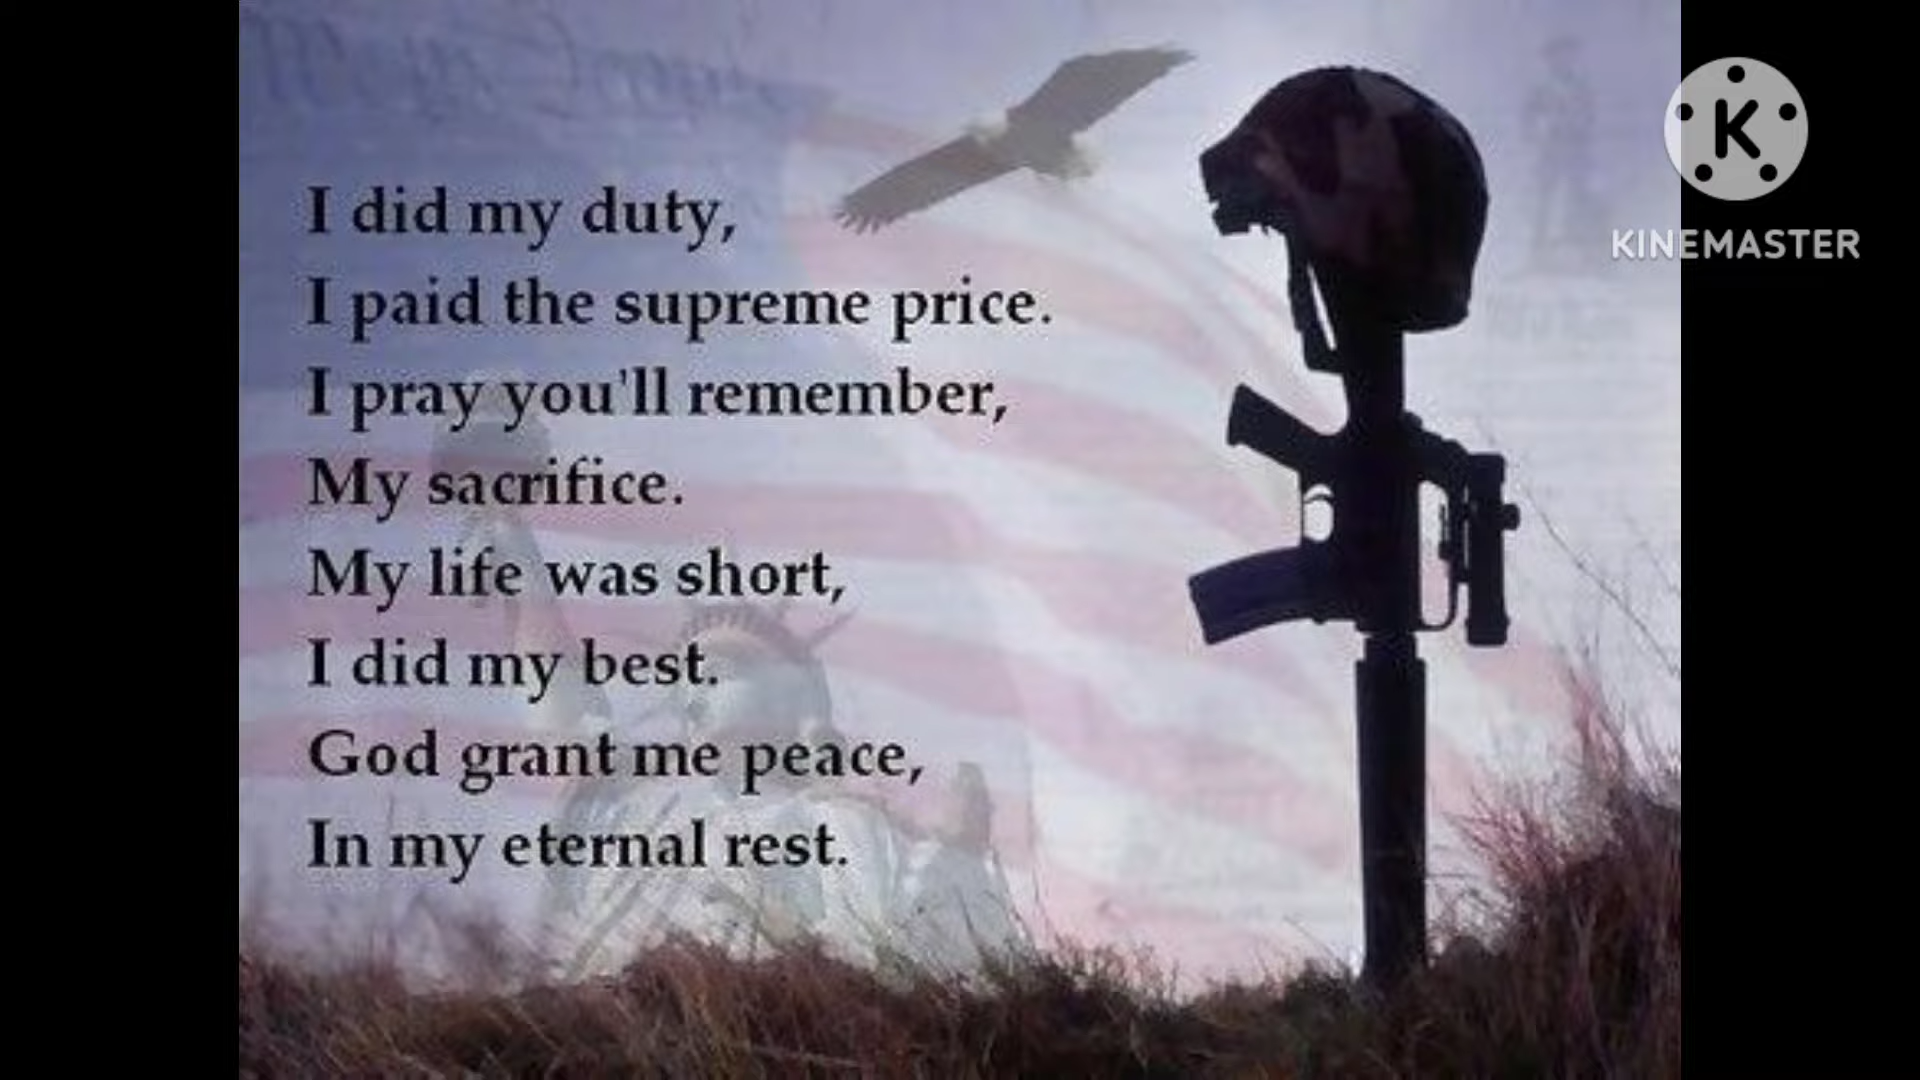 I did my duty,
I paid the supreme price.
I pray you'll remember,
My sacrifice.
My life was short,
I did my best.
God grant me peace,
In my eternal rest.
K
KINEMASTER